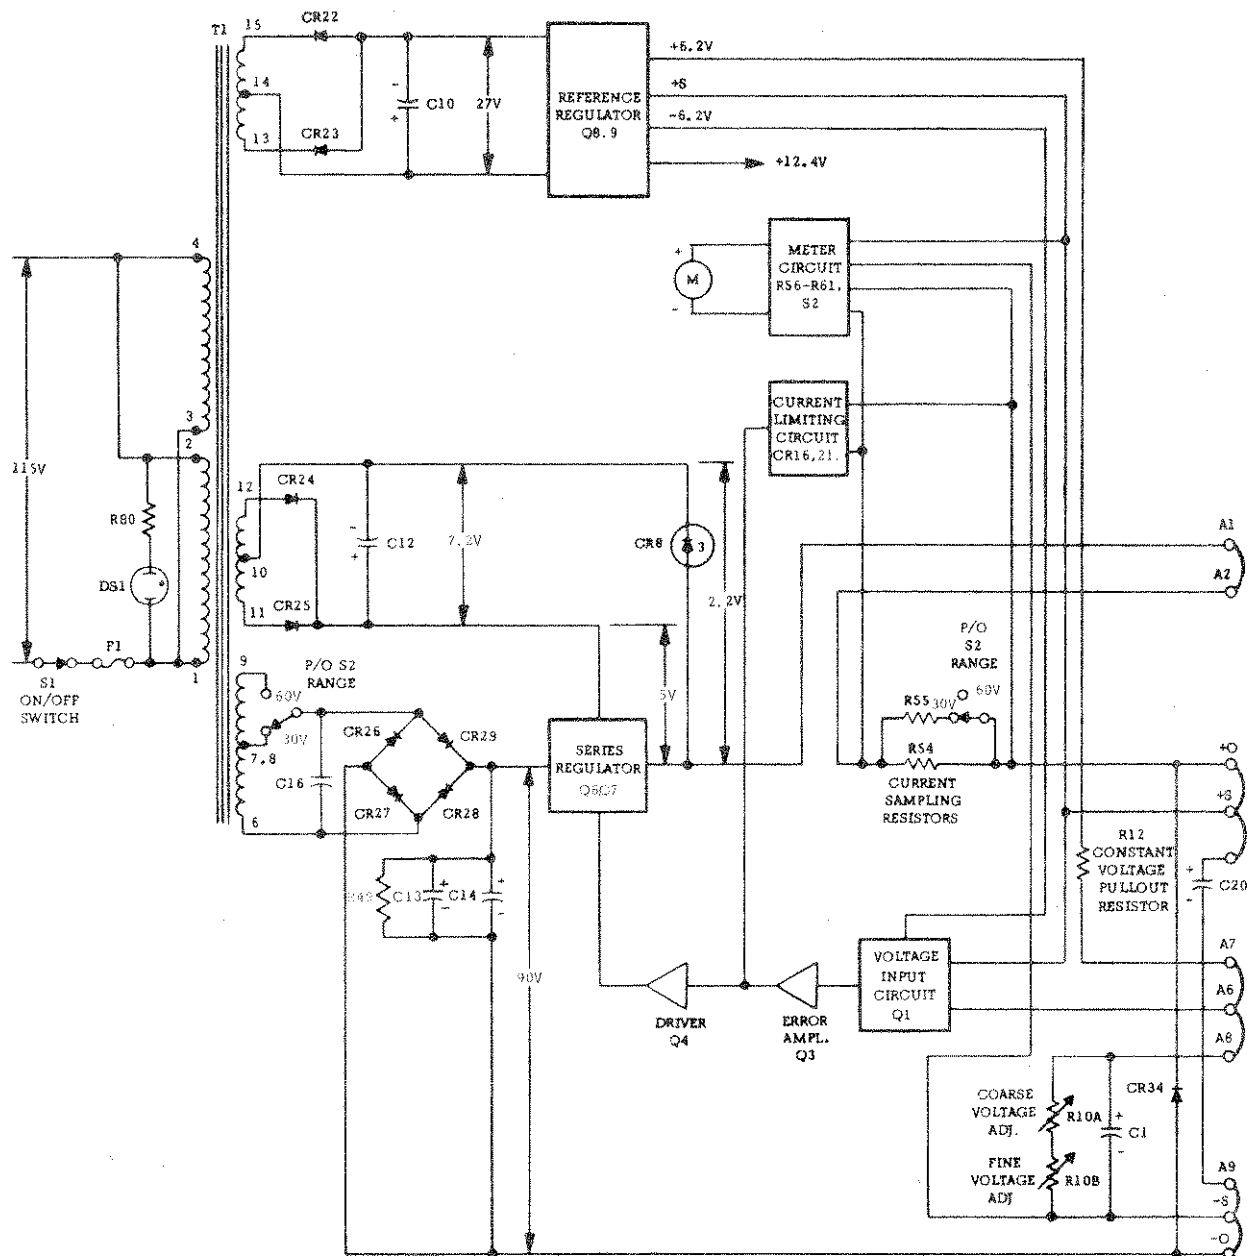 T1
15
CR22
14
CR23
13
-
C10
+
27V
REFERENCE
REGULATOR
Q8.9
+6.2V
+S
-6.2V
+12.4V
4
3
2
1
115V
R80
DS1
F1
S1
ON/OFF
SWITCH
+
M
-
METER
CIRCUIT
R56-R61,
S2
CURRENT
LIMITING
CIRCUIT
CR16,21.
12
CR24
10
11
CR25
-
C12
+
7.2V
CR8
3
2.2V
5V
A1
A2
9
P/O S2
RANGE
60V
30V
7,8
6
C16
CR26
CR29
CR27
CR28
SERIES
REGULATOR
Q6Q7
P/O
S2
RANGE
60V
R55
30V
R54
CURRENT
SAMPLING
RESISTORS
+O
+S
R12
CONSTANT
VOLTAGE
PULLOUT
RESISTOR
+
-
C20
R49
C13
+
-
C14
+
-
90V
DRIVER
Q4
ERROR
AMPL.
Q3
VOLTAGE
INPUT
CIRCUIT
Q1
A7
A6
A8
COARSE
VOLTAGE
ADJ.
R10A
FINE
VOLTAGE
ADJ
R10B
+
C1
-
CR34
A9
-S
-O